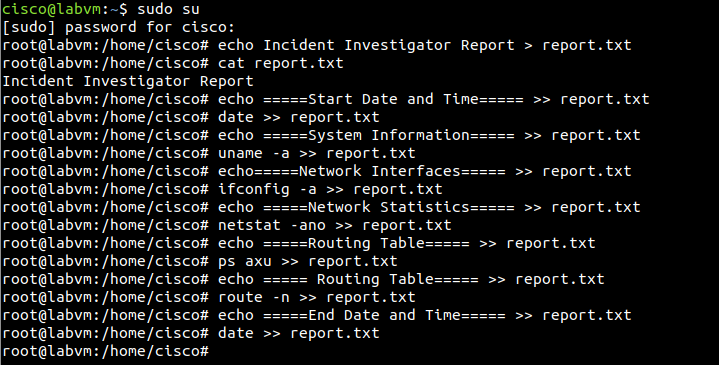 cisco@labvm:~$ sudo su
[sudo] password for cisco:
root@labvm:/home/cisco# echo Incident Investigator Report > report.txt
root@labvm:/home/cisco# cat report.txt
Incident Investigator Report
root@labvm:/home/cisco# echo =====Start Date and Time===== >> report.txt
root@labvm:/home/cisco# date >> report.txt
root@labvm:/home/cisco# echo =====System Information===== >> report.txt
root@labvm:/home/cisco# uname -a >> report.txt
root@labvm:/home/cisco# echo=====Network Interfaces===== >> report.txt
root@labvm:/home/cisco# ifconfig -a >> report.txt
root@labvm:/home/cisco# echo =====Network Statistics===== >> report.txt
root@labvm:/home/cisco# netstat -ano >> report.txt
root@labvm:/home/cisco# echo =====Routing Table===== >> report.txt
root@labvm:/home/cisco# ps axu >> report.txt
root@labvm:/home/cisco# echo ===== Routing Table===== >> report.txt
root@labvm:/home/cisco# route -n >> report.txt
root@labvm:/home/cisco# echo =====End Date and Time===== >> report.txt
root@labvm:/home/cisco# date >> report.txt
root@labvm:/home/cisco#